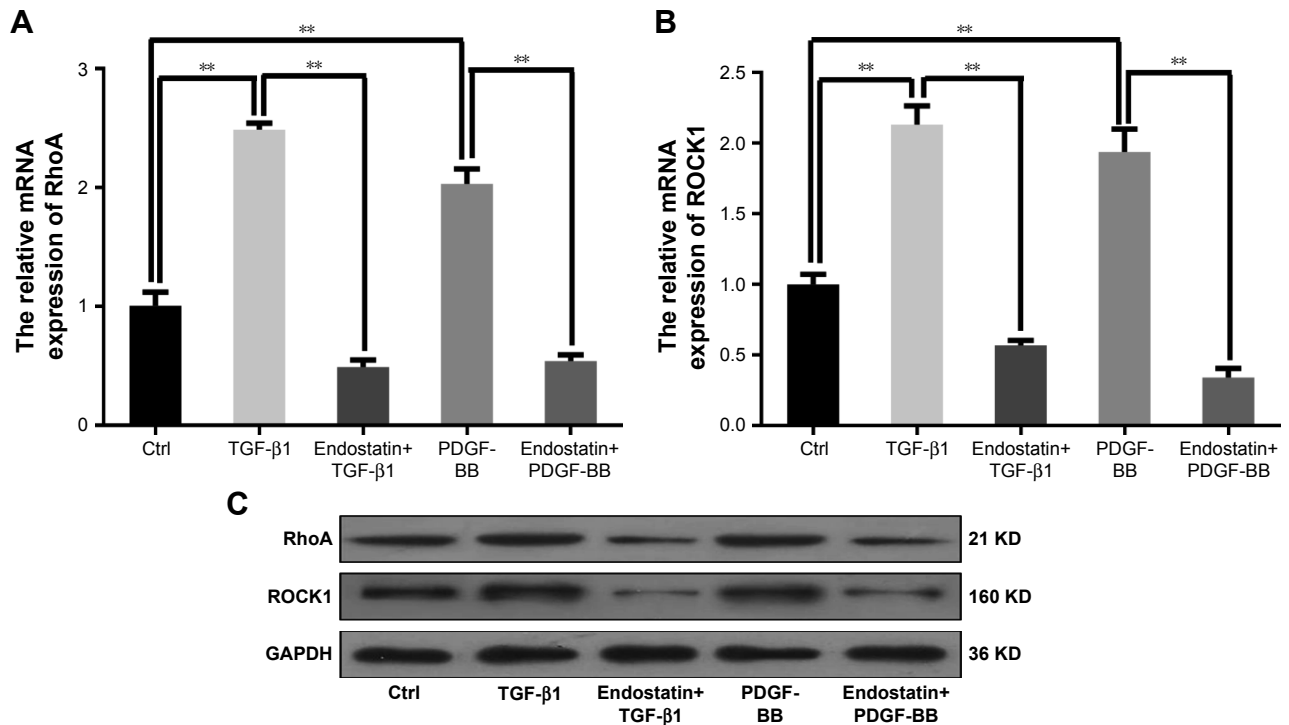 A
The relative mRNA
expression of RhoA
3
2
1
0
**
**
**
**
Ctrl
TGF-β1
Endostatin+
TGF-β1
PDGF-
BB
Endostatin+
PDGF-BB
B
The relative mRNA
expression of ROCK1
2.5
2.0
1.5
1.0
0.5
0.0
**
**
**
**
Ctrl
TGF-β1
Endostatin+
TGF-β1
PDGF-
BB
Endostatin+
PDGF-BB
C
RhoA
21 KD
ROCK1
160 KD
GAPDH
36 KD
Ctrl
TGF-β1
Endostatin+
TGF-β1
PDGF-
BB
Endostatin+
PDGF-BB